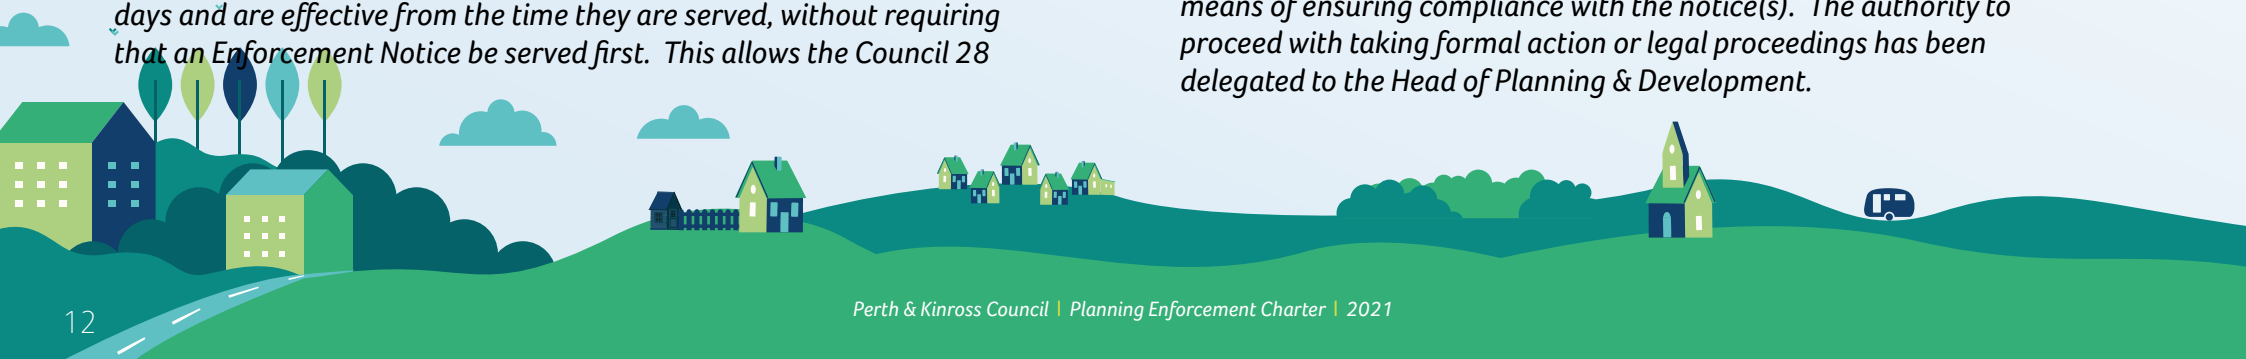 days and are effective from the time they are served, without requiring
that an Enforcement Notice be served first.  This allows the Council 28
means of ensuring compliance with the notice(s).  The authority to
proceed with taking formal action or legal proceedings has been
delegated to the Head of Planning & Development.
12
Perth & Kinross Council | Planning Enforcement Charter | 2021